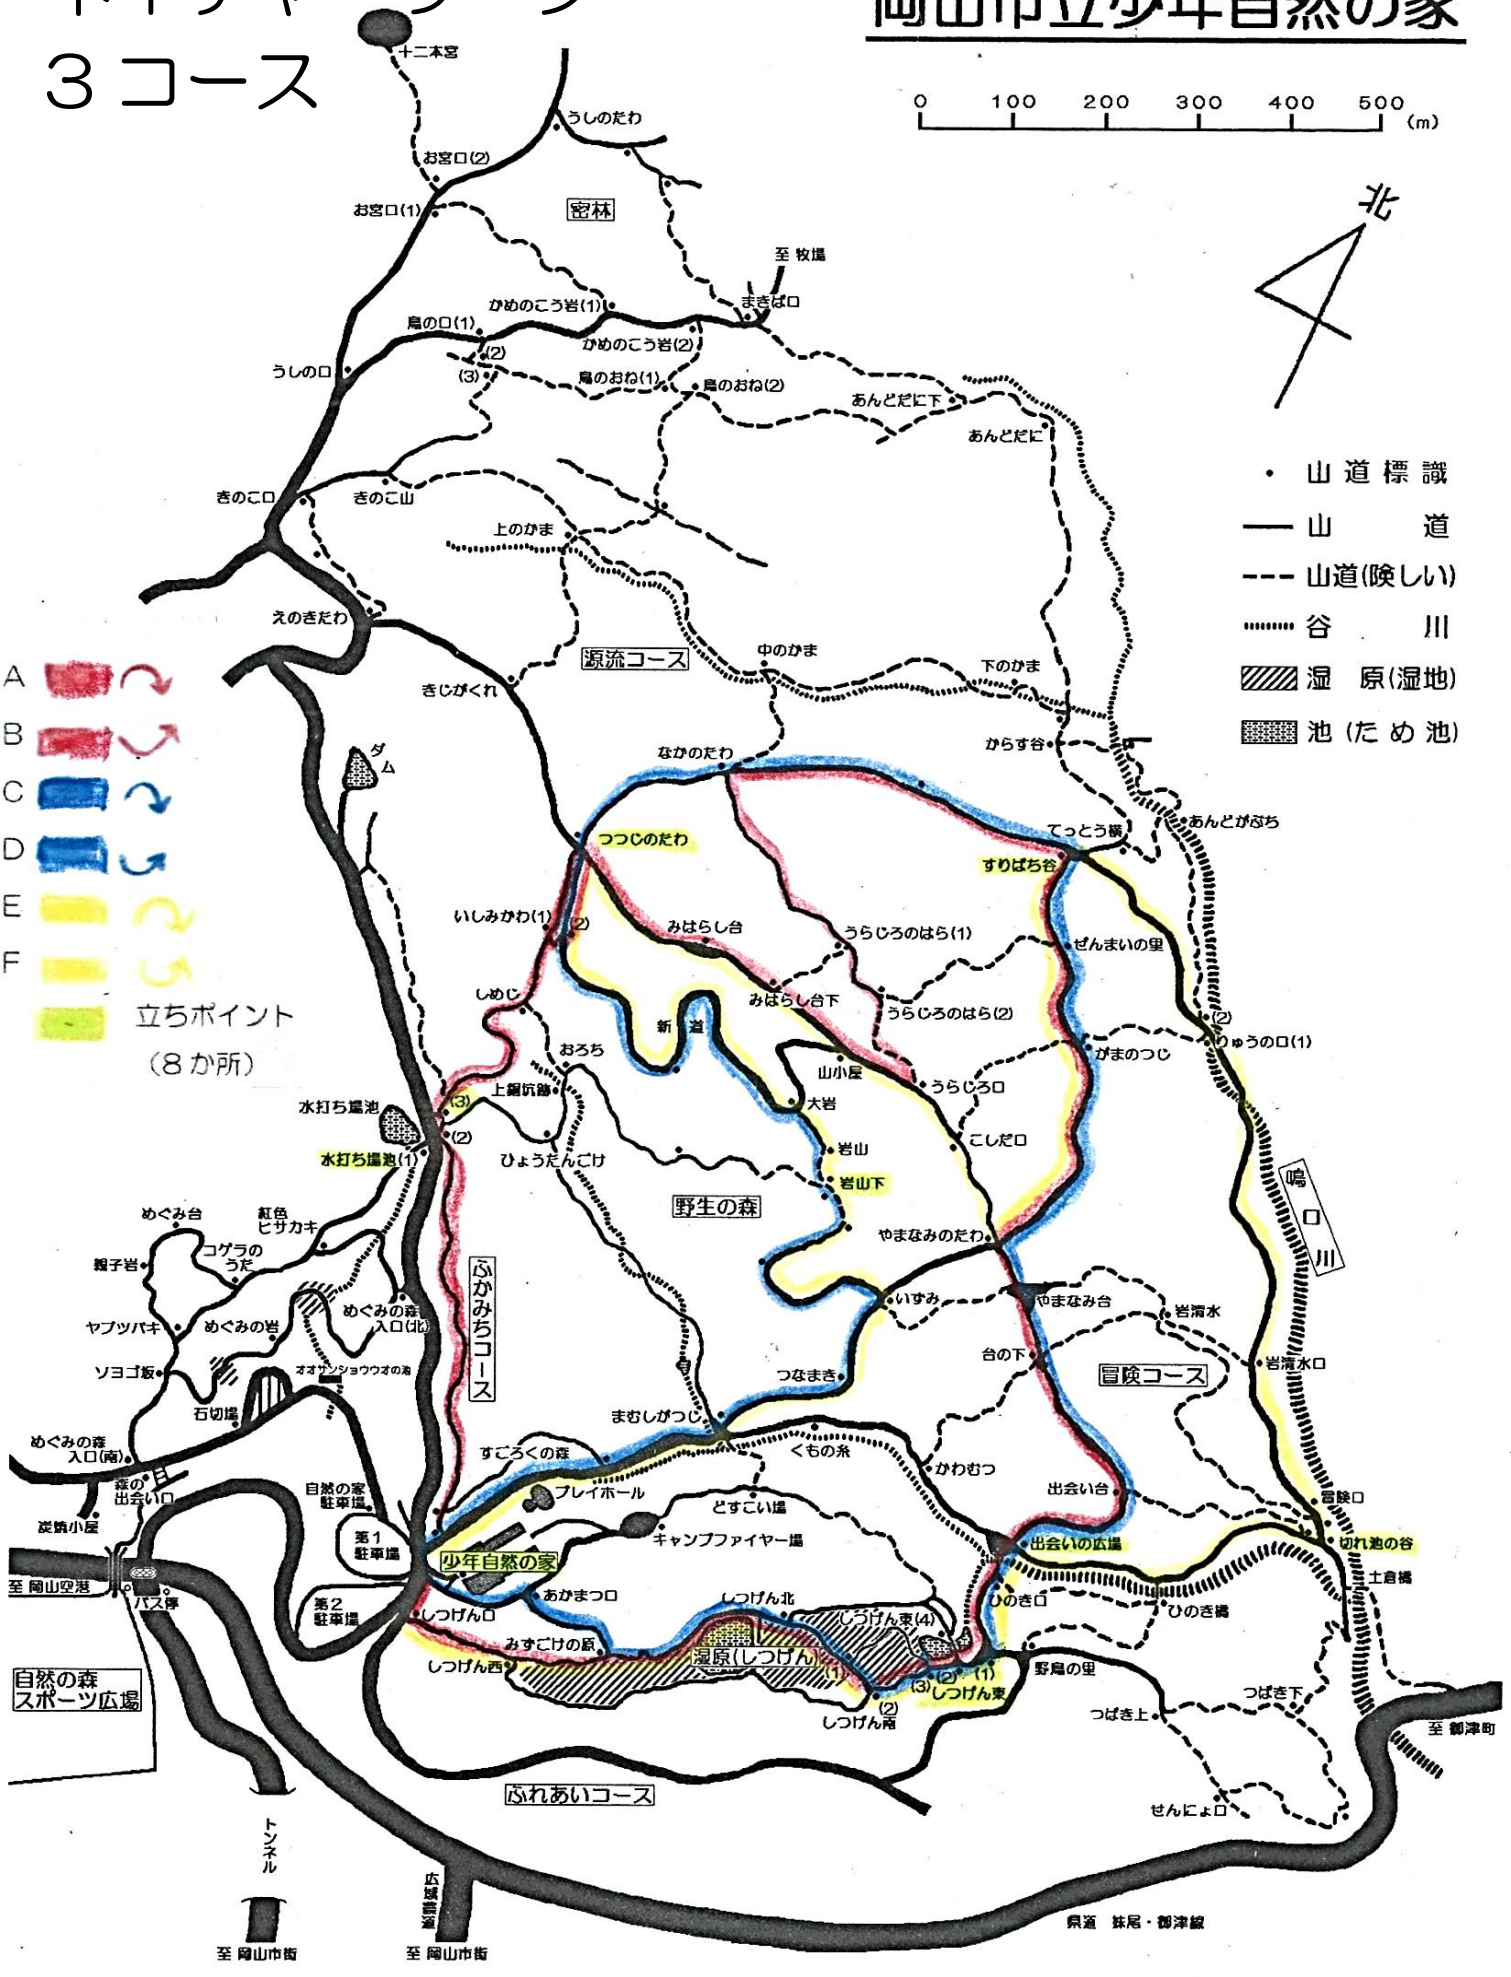 3コース
岡山市立少年自然の家
0 100 200 300 400 500 (m)
北
・ 山道標識
山道
山道(険しい)
谷川
湿原(湿地)
池(ため池)
A
B
C
D
E
F
立ちポイント
(8か所)
十二本宮
うしのたわ
お宮口(2)
お宮口(1)
密林
至 牧場
まきば口
かめのこう岩(1)
鳥の口(1)
(2)
(3)
かめのこう岩(2)
うしの口
鳥のおね(1)
鳥のおね(2)
あんどだに下
あんどだに
きのこ口
きのこ山
上のかま
えのきたわ
源流コース
中のかま
下のかま
きじがくれ
からす谷
なかのたわ
ダム
つつじのたわ
てっとう横
あんどがぶち
すりばち谷
いしみかわ(1)
(2)
みはらし台
うらじろのはら(1)
ぜんまいの里
しめじ
みはらし台下
うらじろのはら(2)
新道
(2)
りゅうの口(1)
おろち
がまのつじ
上銅坑跡
山小屋
うらじろ口
水打ち場池
(3)
(2)
大岩
こしだ口
水打ち場池(1)
ひょうたんごけ
岩山
岩山下
鳴口川
野生の森
めぐみ台
紅色ヒサカキ
コゲラのうた
親子岩
やまなみのたわ
ふかみちコース
いずみ
やまなみ台
岩清水
めぐみの森入口(北)
ヤブツバキ
めぐみの岩
台の下
岩清水口
ソヨゴ坂
オオサンショウウオの池
つなまき
冒険コース
石切場
まむしがつじ
めぐみの森入口(南)
すごろくの森
くもの糸
かわむつ
森の出会い口
自然の家駐車場
プレイホール
どすこい場
出会い台
冒険口
炭焼小屋
第1駐車場
キャンプファイヤー場
出会いの広場
切れ池の谷
少年自然の家
至 岡山空港
バス停
第2駐車場
あかまつ口
土倉橋
ひのき口
ひのき橋
しつげん口
しつげん北
しつげん東(4)
みずごけの原
しつげん西
湿原(しつげん)
(1)
(2)
(3)
(2)
(1)
しつげん東
野鳥の里
しつげん南
自然の森スポーツ広場
つばき上
つばき下
至 御津町
ふれあいコース
せんにょ口
トンネル
広域農道
県道 妹尾・御津線
至 岡山市街
至 岡山市街